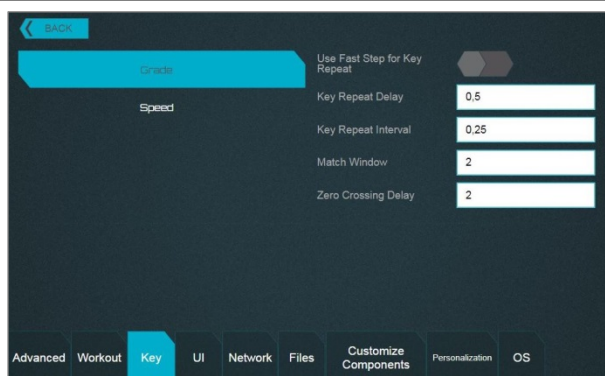 BACK
Grade
Speed
Use Fast Step for Key
Repeat
Key Repeat Delay
0,5
Key Repeat Interval
0,25
Match Window
2
Zero Crossing Delay
2
Advanced
Workout
Key
UI
Network
Files
Customize
Components
Personalization
OS